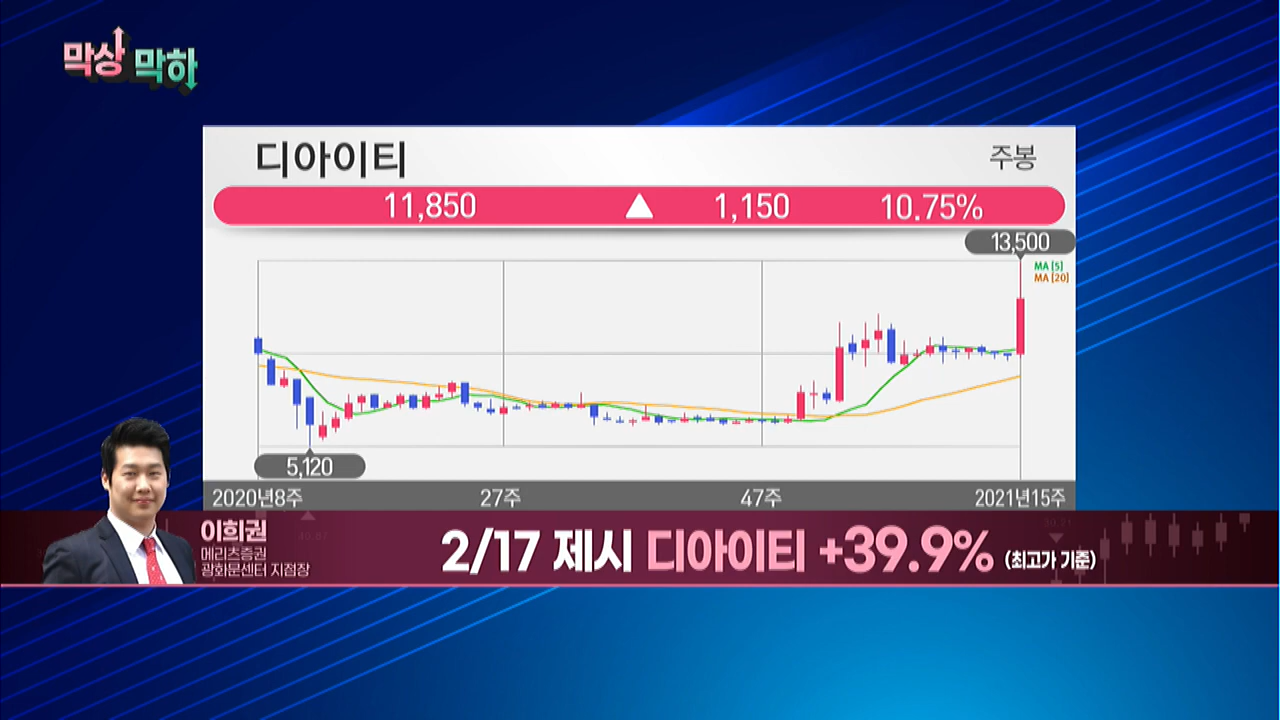 막상 막하
디아이티
주봉
11,850 ▲ 1,150 10.75%
13,500
MA [5]
MA [20]
5,120
2020년8주 27주 47주 2021년15주
이희권
메리츠증권
광화문센터 지점장
2/17 제시 디아이티 +39.9% (최고가 기준)